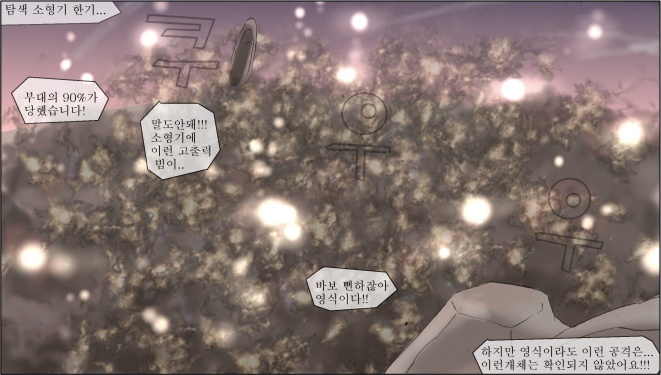 탐색 소형기 한기...
쿠
우
우
부대의 90%가
당했습니다!
말도안돼!!!
소형기에
이런 고출력
빔이..
바보 뻔하잖아
영식이다!!
하지만 영식이라도 이런 공격은...
이런개체는 확인되지 않았어요!!!